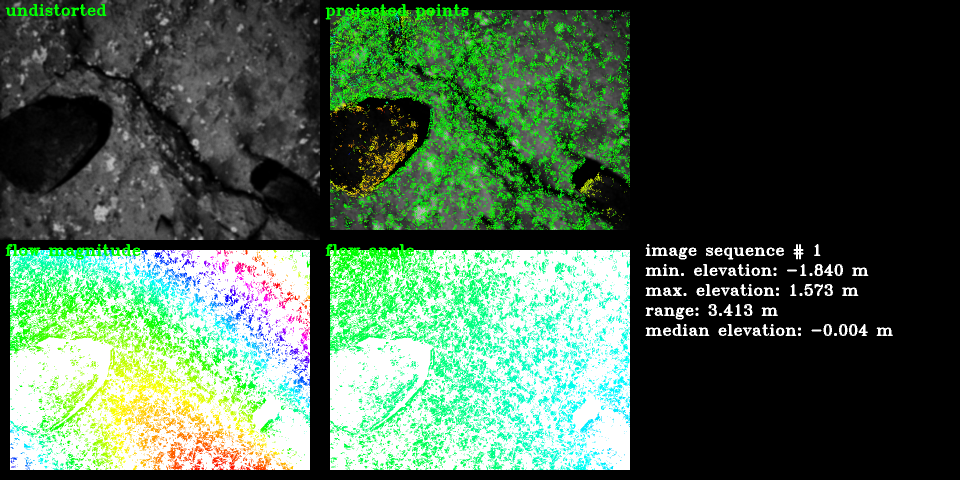 undistorted
projected points
flow magnitude
flow angle
image sequence # 1
min. elevation: −1.840 m
max. elevation: 1.573 m
range: 3.413 m
median elevation: −0.004 m